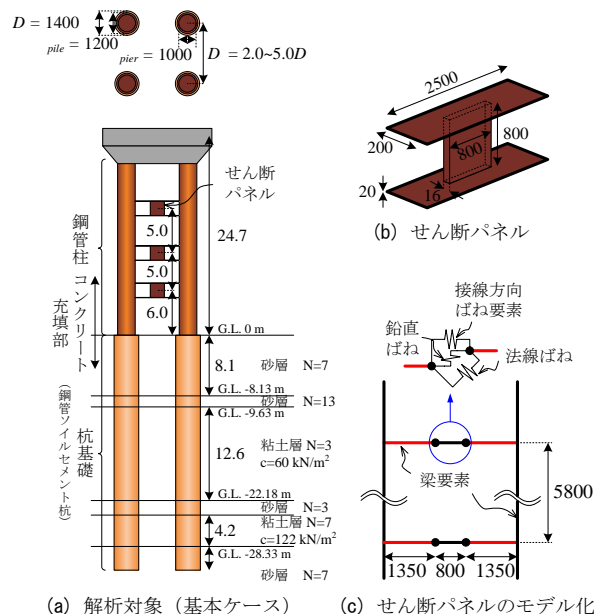 D = 1400
pile = 1200
pier = 1000
D = 2.0~5.0D
せん断
パネル
5.0
5.0
6.0
24.7
鋼管柱
コンクリート
充填部
杭基礎
(鋼管ソイルセメント杭)
G.L. 0 m
8.1
砂層 N=7
G.L. -8.13 m
砂層 N=13
G.L. -9.63 m
12.6
粘土層 N=3
c=60 kN/m²
G.L. -22.18 m
砂層 N=3
4.2
粘土層 N=7
c=122 kN/m²
G.L. -28.33 m
砂層 N=7
(a) 解析対象(基本ケース)
2500
200
800
800
20
16
(b) せん断パネル
接線方向
ばね要素
鉛直
ばね
法線ばね
梁要素
5800
1350
800
1350
(c) せん断パネルのモデル化